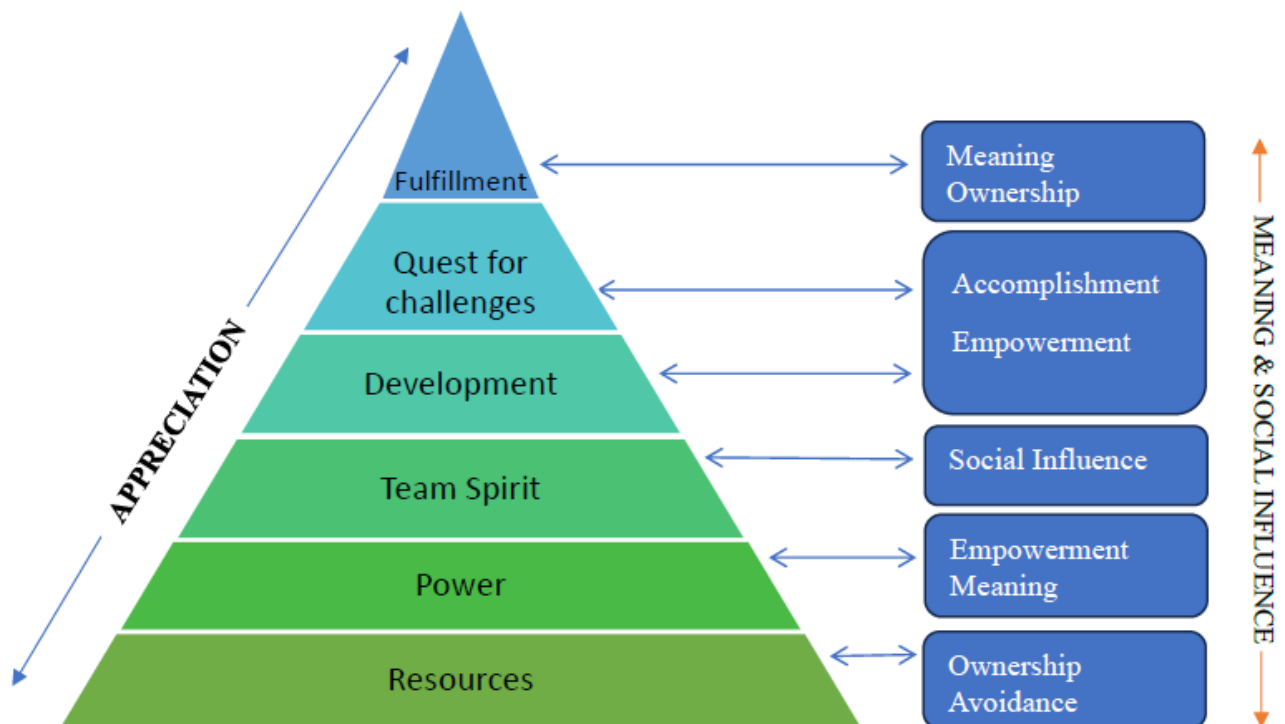 APPRECIATION
Fulfillment
Quest for
challenges
Development
Team Spirit
Power
Resources
Meaning
Ownership
Accomplishment
Empowerment
Social Influence
Empowerment
Meaning
Ownership
Avoidance
MEANING & SOCIAL INFLUENCE